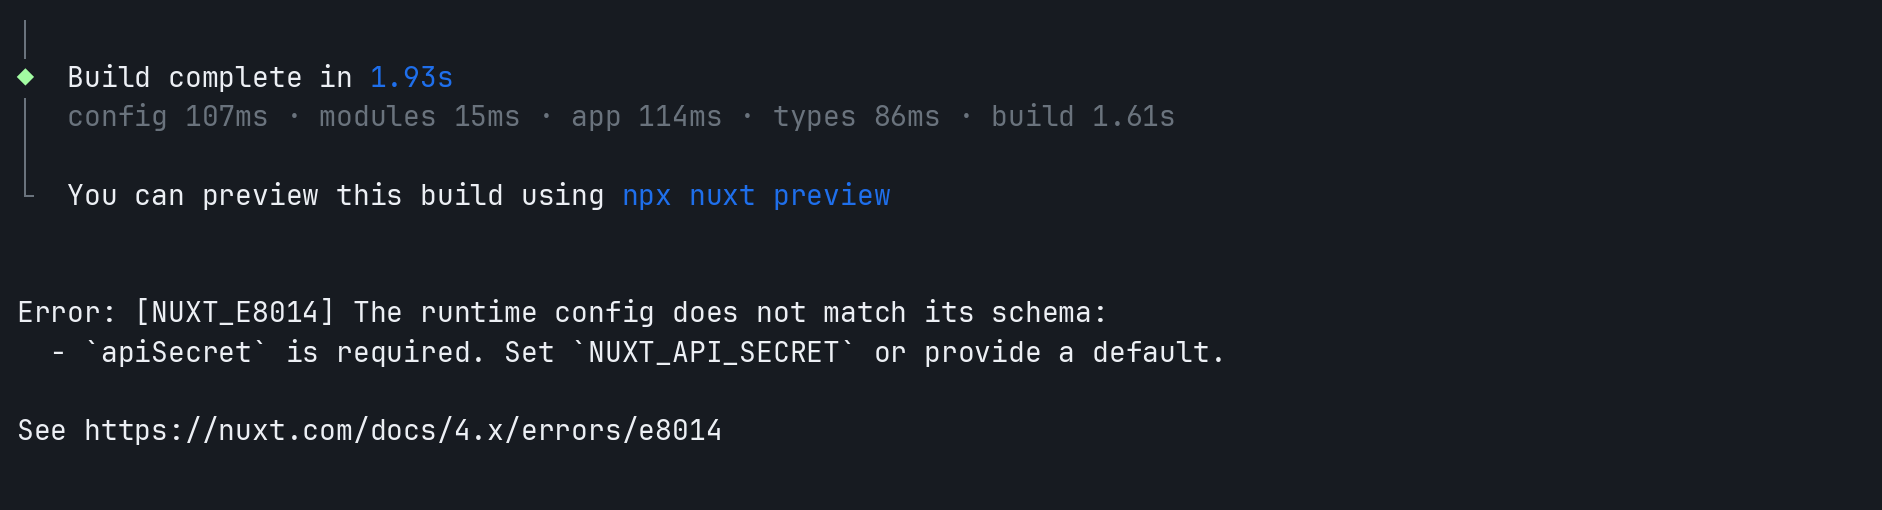 Build complete in 1.93s
config 107ms · modules 15ms · app 114ms · types 86ms · build 1.61s
You can preview this build using npx nuxt preview
Error: [NUXT_E8014] The runtime config does not match its schema:
- `apiSecret` is required. Set `NUXT_API_SECRET` or provide a default.
See https://nuxt.com/docs/4.x/errors/e8014